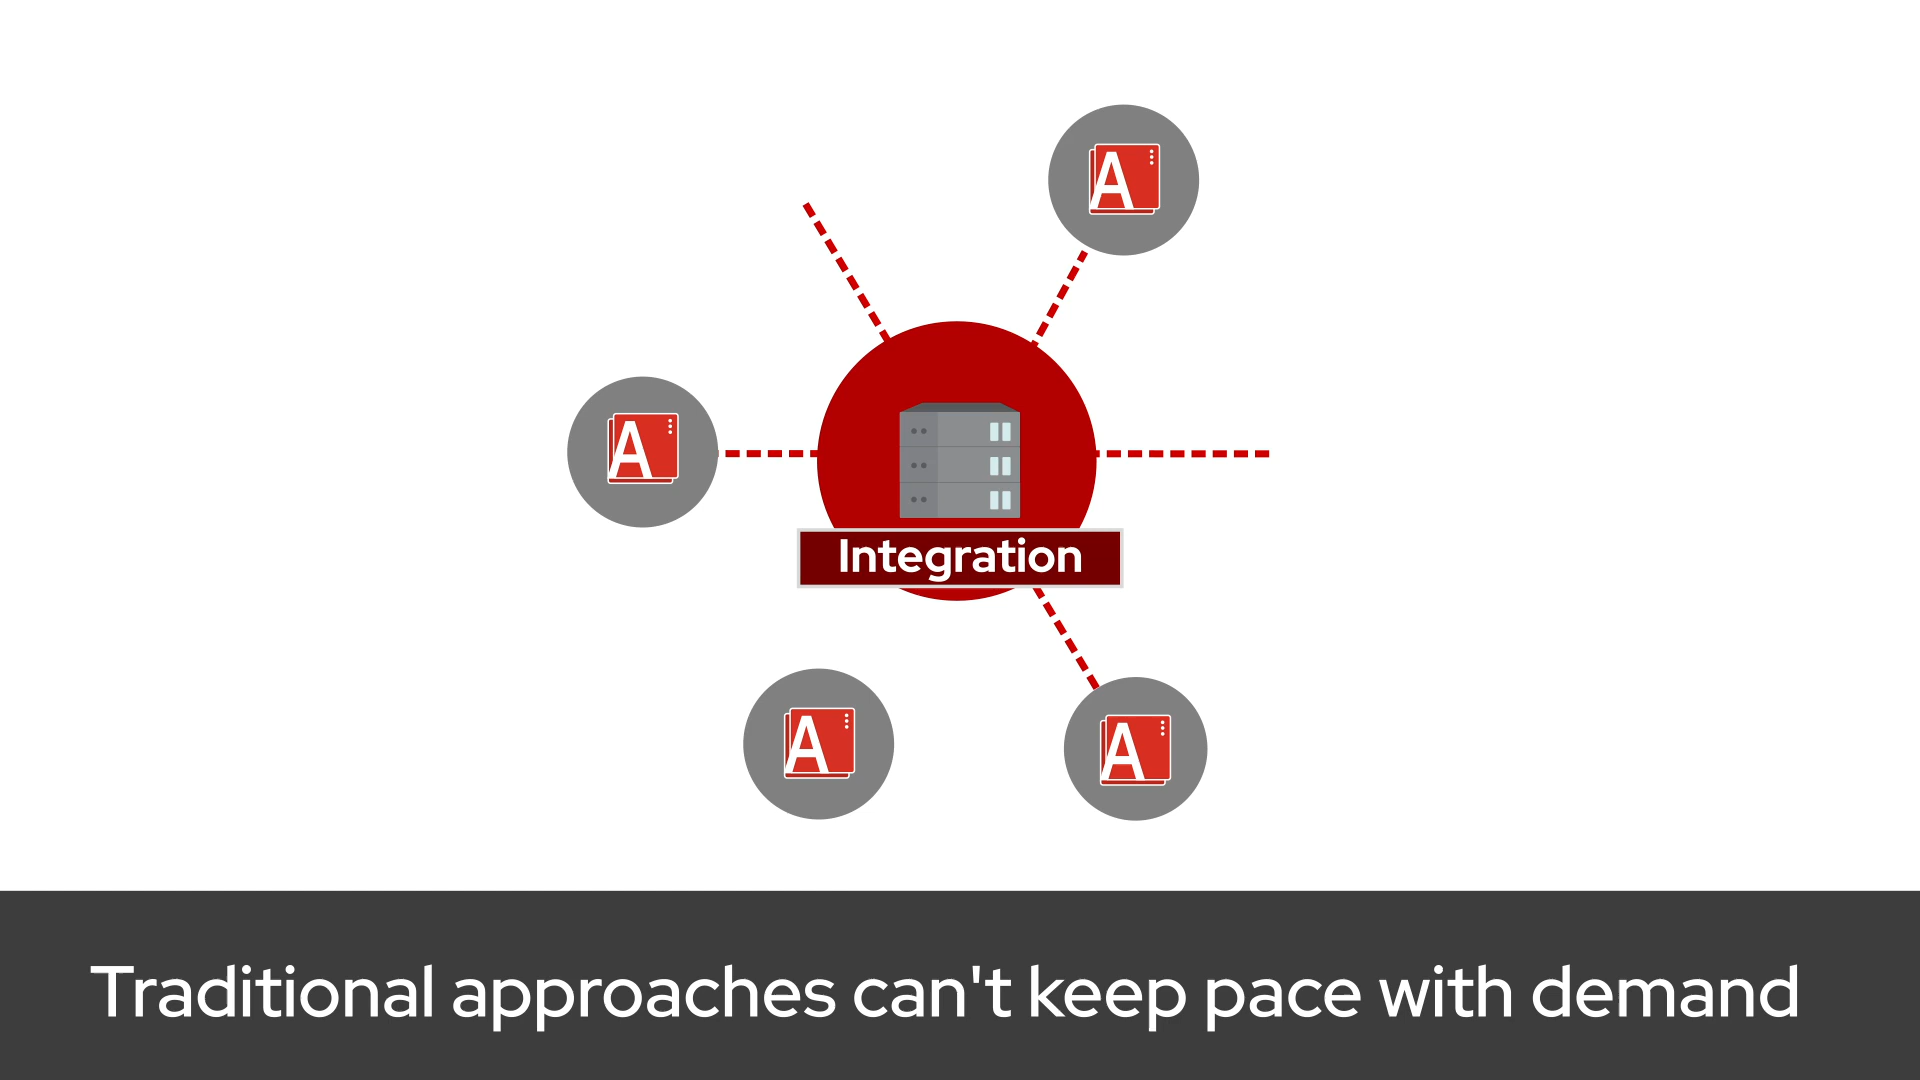 A
A
Integration
A
A
Traditional approaches can't keep pace with demand